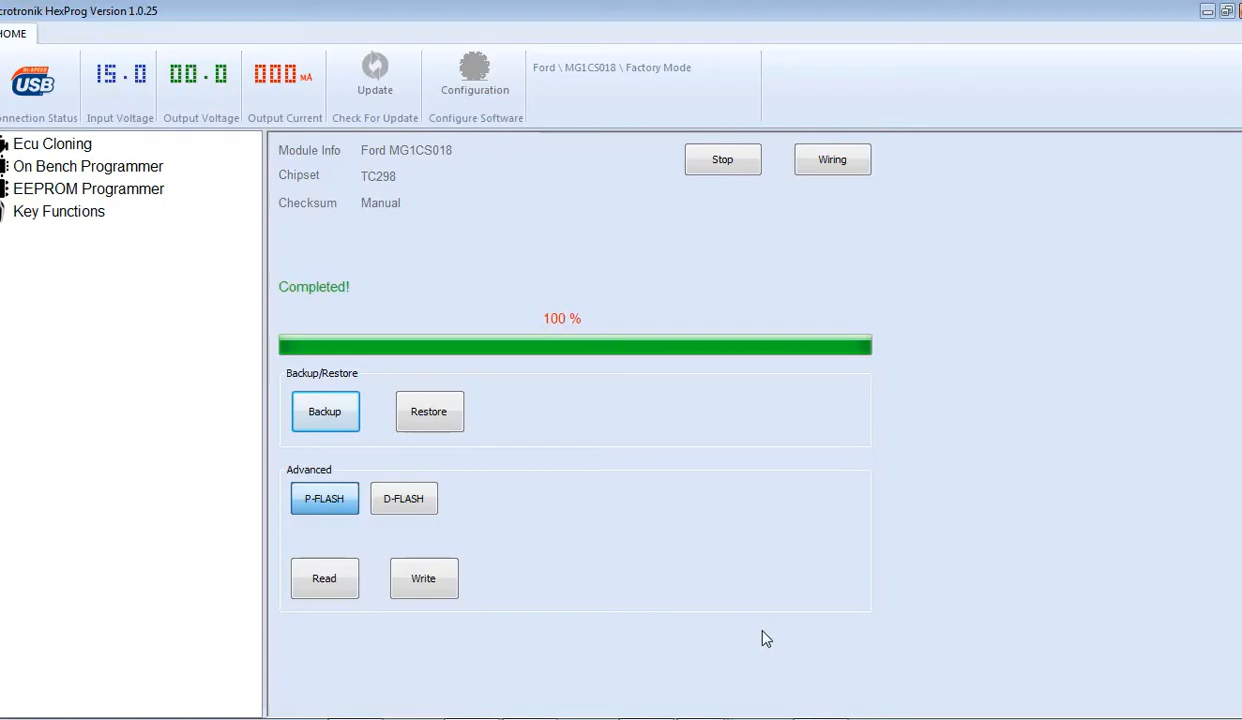 crotronik HexProg Version 1.0.25
HOME
HI-SPEED
USB
15.0
00.0
000 MA
Update
Configuration
Ford \ MG1CS018 \ Factory Mode
nnection Status
Input Voltage
Output Voltage
Output Current
Check For Update
Configure Software
Ecu Cloning
On Bench Programmer
EEPROM Programmer
Key Functions
Module Info
Ford MG1CS018
Stop
Wiring
Chipset
TC298
Checksum
Manual
Completed!
100 %
Backup/Restore
Backup
Restore
Advanced
P-FLASH
D-FLASH
Read
Write